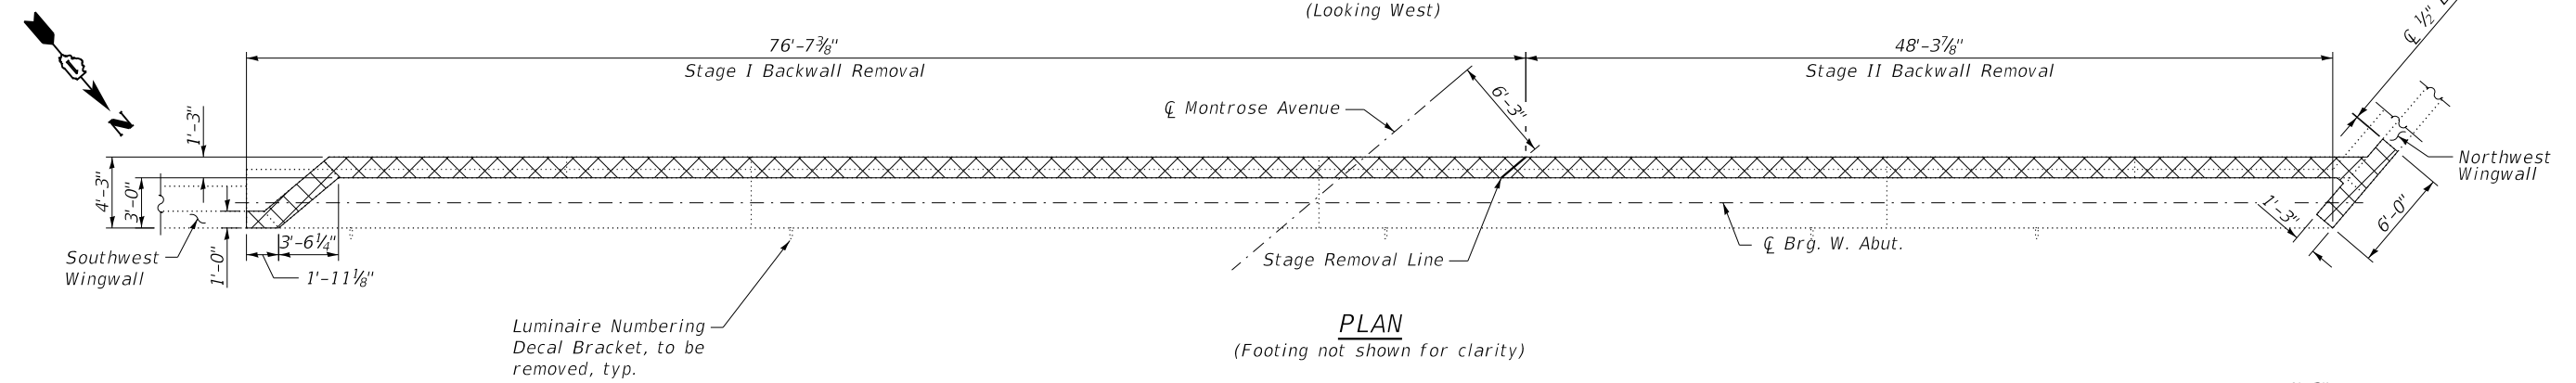 (Looking West)
76'-7⅜"
Stage I Backwall Removal
48'-3⅞"
Stage II Backwall Removal
℄ ½"
N
1'-3"
℄ Montrose Avenue
6'-3"
4'-3"
3'-0"
Northwest
Wingwall
1'-3"
6'-0"
Southwest
Wingwall
1'-0"
3'-6¼"
1'-11⅛"
Stage Removal Line
℄ Brg. W. Abut.
Luminaire Numbering
Decal Bracket, to be
removed, typ.
PLAN
(Footing not shown for clarity)